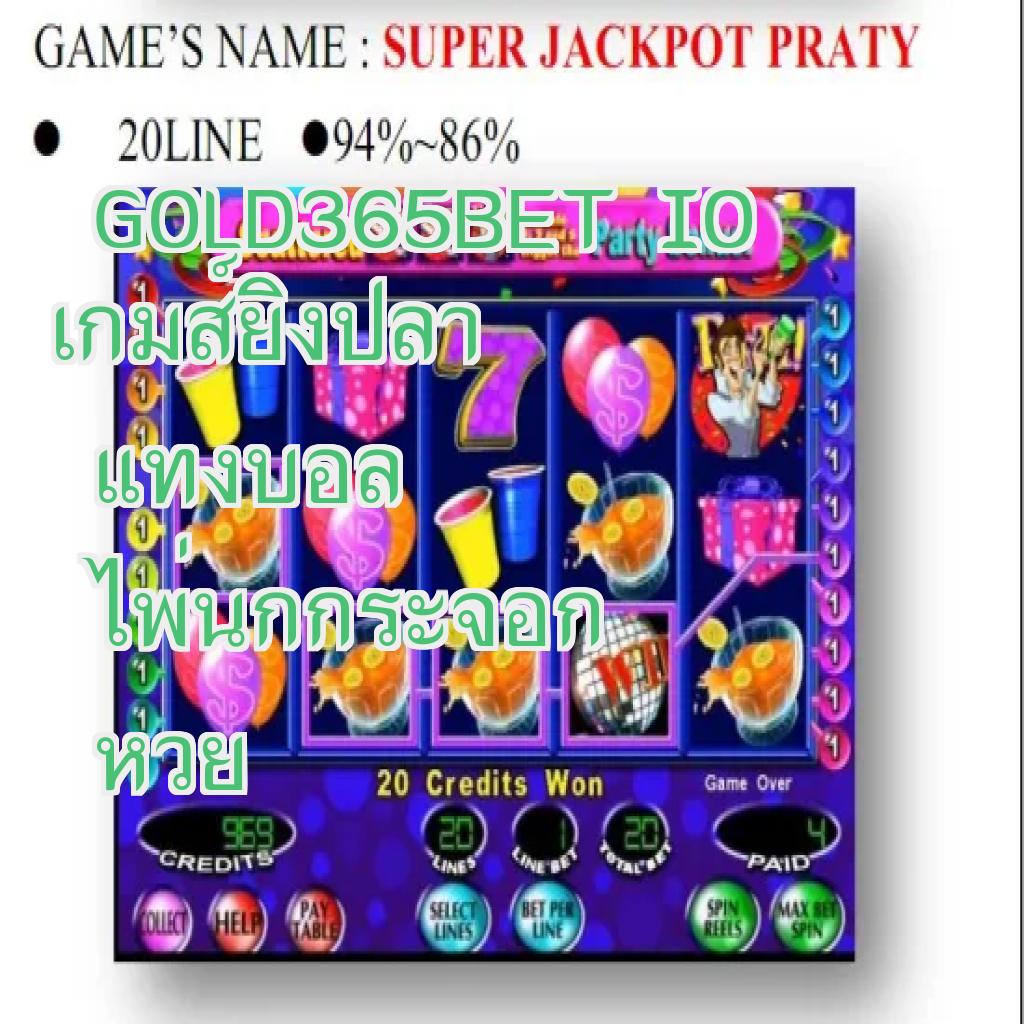 GAME’S NAME : SUPER JACKPOT PRATY
● 20LINE ●94%~86%
GOLD365BET IO
Party
เกมส์ยิงปลา
7
แทงบอล
ไพ่นกกระจอก
หวย
20 Credits Won Game Over
969 20 1 20 4
CREDITS LINES LINE BET TOTAL BET PAID
COLLECT HELP PAY TABLE SELECT LINES BET PER LINE SPIN REELS MAX BET SPIN